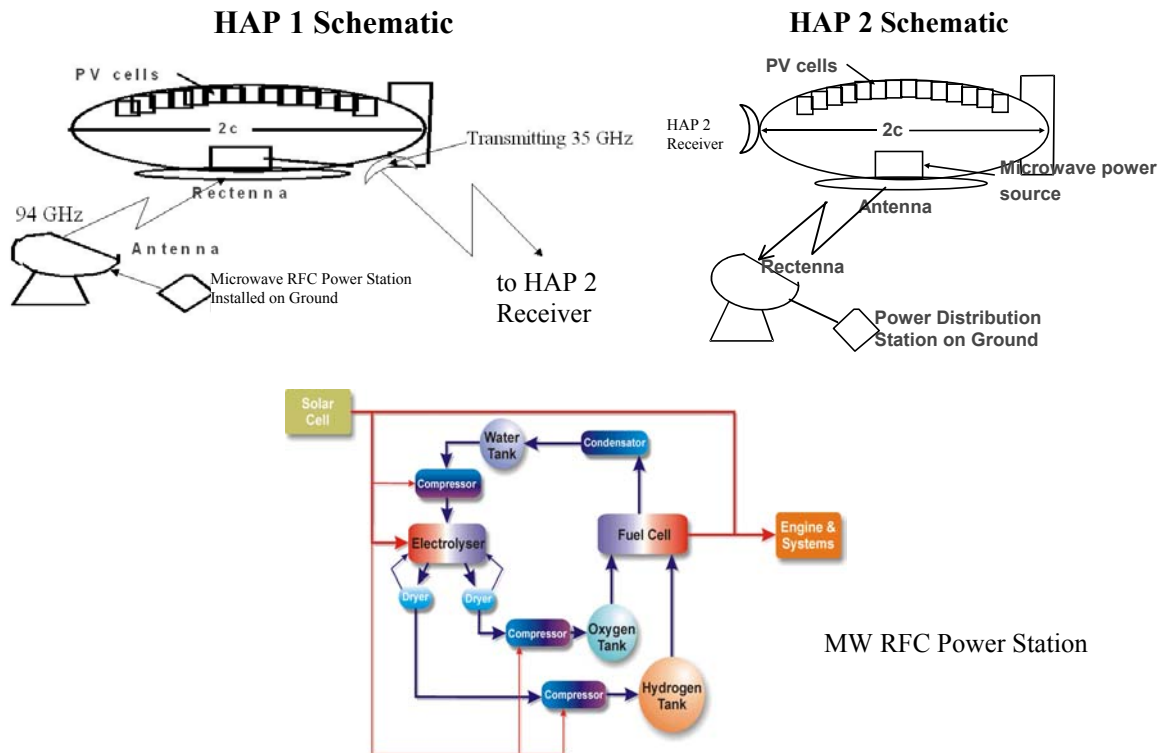 HAP 1 Schematic
PV cells
2c
Transmitting 35 GHz
Rectenna
94 GHz
Antenna
Microwave RFC Power Station
Installed on Ground
to HAP 2
Receiver
HAP 2 Schematic
PV cells
HAP 2
Receiver
2c
Microwave power
source
Antenna
Rectenna
Power Distribution
Station on Ground
Solar
Cell
Water
Tank
Condensator
Compressor
Electrolyser
Fuel Cell
Engine &
Systems
Dryer
Dryer
Compressor
Oxygen
Tank
MW RFC Power Station
Compressor
Hydrogen
Tank